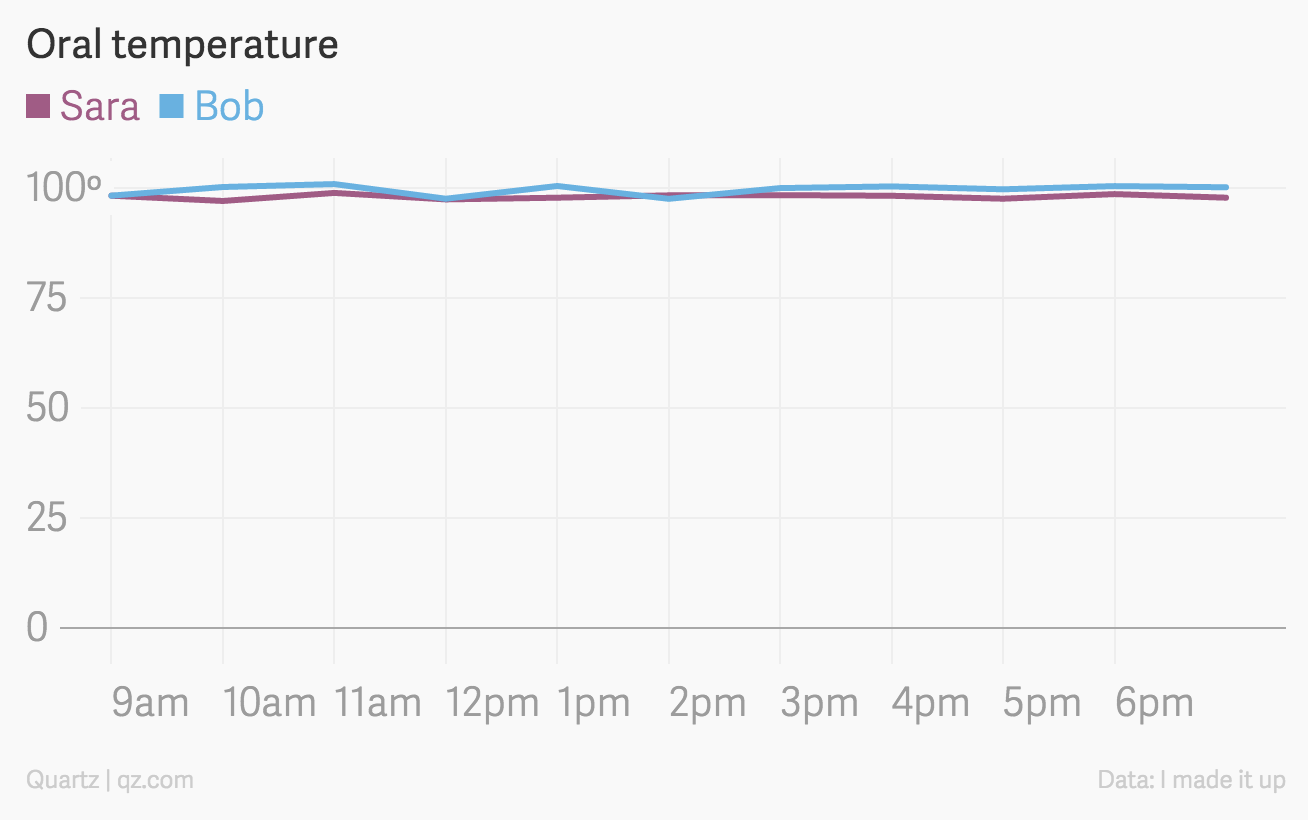 Oral temperature
Sara Bob
100º
75
50
25
0
9am 10am 11am 12pm 1pm 2pm 3pm 4pm 5pm 6pm
Quartz | qz.com Data: I made it up